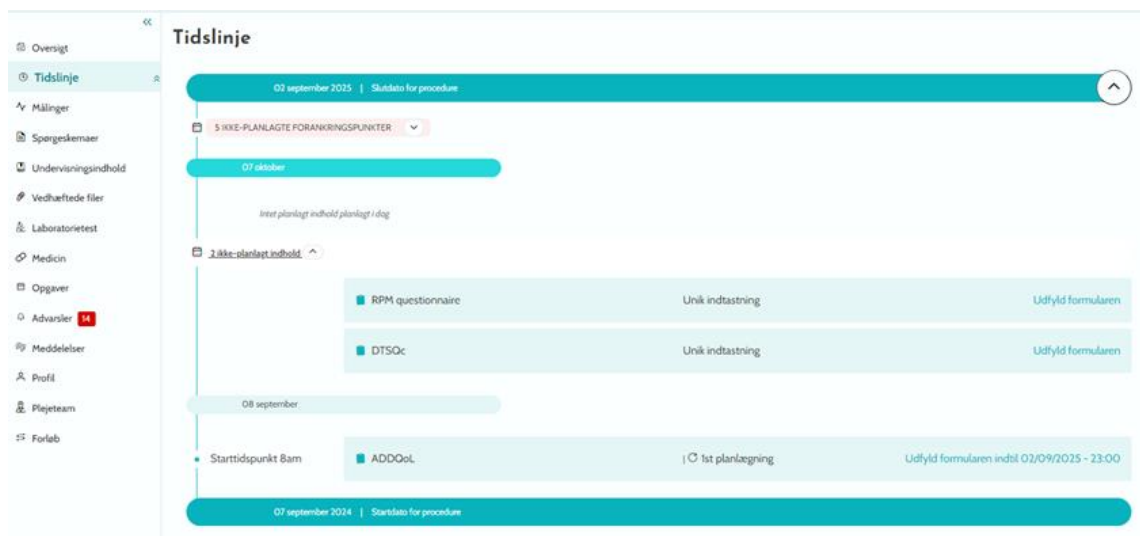 «
Oversigt
Tidslinje
Målinger
Spørgeskemaer
Undervisningsindhold
Vedhæftede filer
Laboratorietest
Medicin
Opgaver
Advarsler 14
Meddelelser
Profil
Plejeteam
Forløb
Tidslinje
02 september 2025 | Slutdato for procedure
5 IKKE-PLANLAGTE FORANKRINGSPUNKTER
07 oktober
Intet planlagt indhold planlagt i dag
2 ikke-planlagt indhold
RPM questionnaire Unik indtastning Udfyld formularen
DTSQc Unik indtastning Udfyld formularen
08 september
Starttidspunkt 8am ADDQoL | 1st planlægning Udfyld formularen indtil 02/09/2025 - 23:00
07 september 2024 | Startdato for procedure